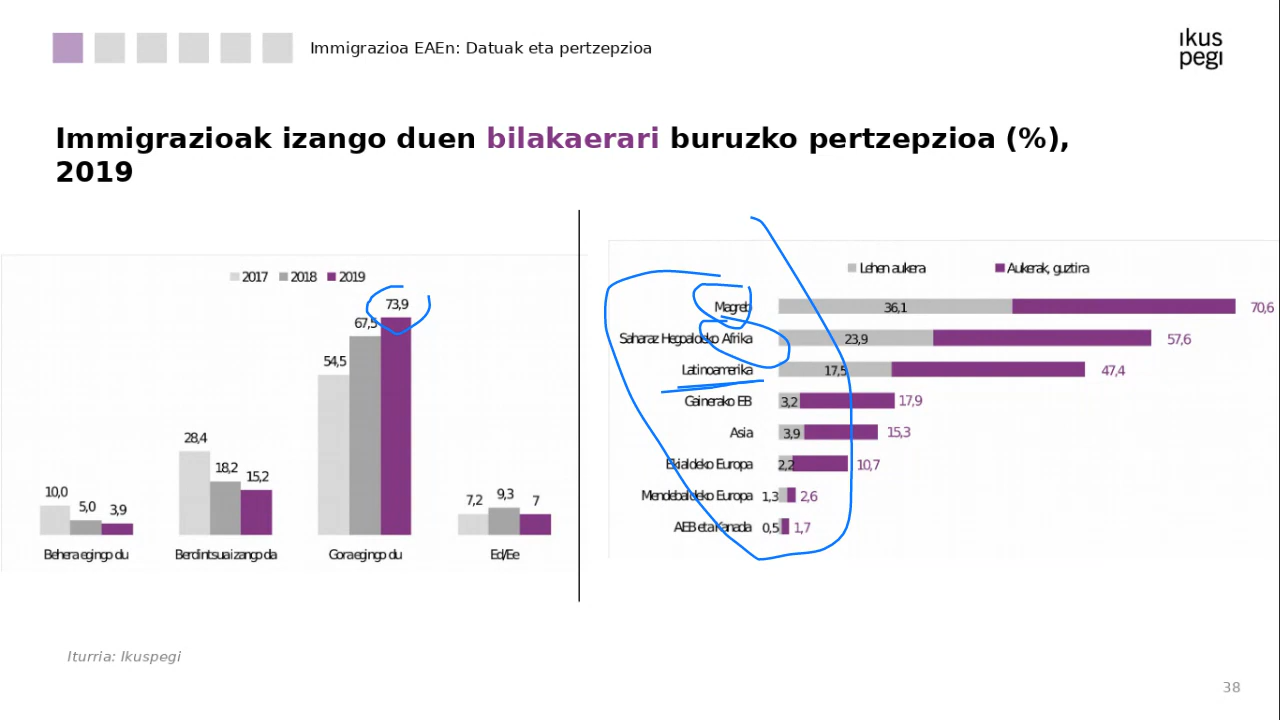 Immigrazioa EAEn: Datuak eta pertzepzioa
ıkus
pegı
Immigrazioak izango duen bilakaerari buruzko pertzepzioa (%),
2019
2017 2018 2019
10,0 5,0 3,9
28,4 18,2 15,2
54,5 67,5 73,9
7,2 9,3 7
Behera egingo du Berdintsua izango da Gora egingo du Ed/Ee
Lehen aukera Aukerak, guztira
Magreb 36,1 70,6
Saharaz Hegoaldeko Afrika 23,9 57,6
Latinoamerika 17,5 47,4
Gainerako EB 3,2 17,9
Asia 3,9 15,3
Ekialdeko Europa 2,2 10,7
Mendebaldeko Europa 1,3 2,6
AEB eta Kanada 0,5 1,7
Iturria: Ikuspegi
38